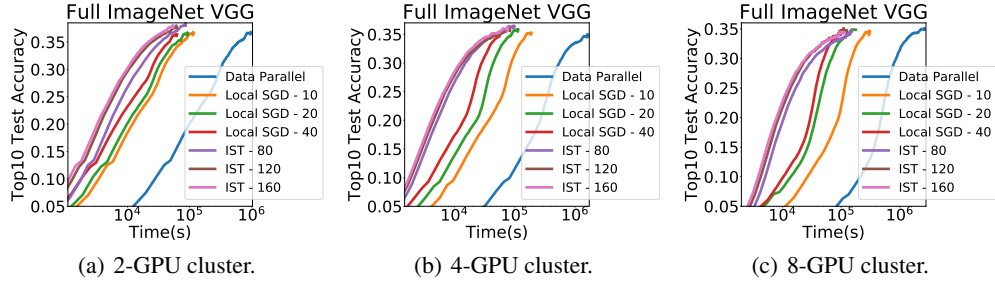 Full ImageNet VGG
Top10 Test Accuracy
0.35
0.30
0.25
0.20
0.15
0.10
0.05
Data Parallel
Local SGD - 10
Local SGD - 20
Local SGD - 40
IST - 80
IST - 120
IST - 160
10^4
10^5
10^6
Time(s)
(a) 2-GPU cluster.
Full ImageNet VGG
Top10 Test Accuracy
0.35
0.30
0.25
0.20
0.15
0.10
0.05
Data Parallel
Local SGD - 10
Local SGD - 20
Local SGD - 40
IST - 80
IST - 120
IST - 160
10^4
10^5
10^6
Time(s)
(b) 4-GPU cluster.
Full ImageNet VGG
Top10 Test Accuracy
0.35
0.30
0.25
0.20
0.15
0.10
0.05
Data Parallel
Local SGD - 10
Local SGD - 20
Local SGD - 40
IST - 80
IST - 120
IST - 160
10^4
10^5
10^6
Time(s)
(c) 8-GPU cluster.